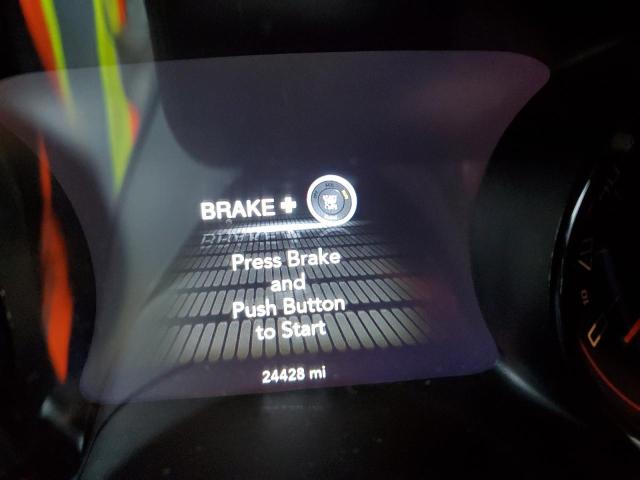 BRAKE +
Press Brake
and
Push Button
to Start
24428 mi